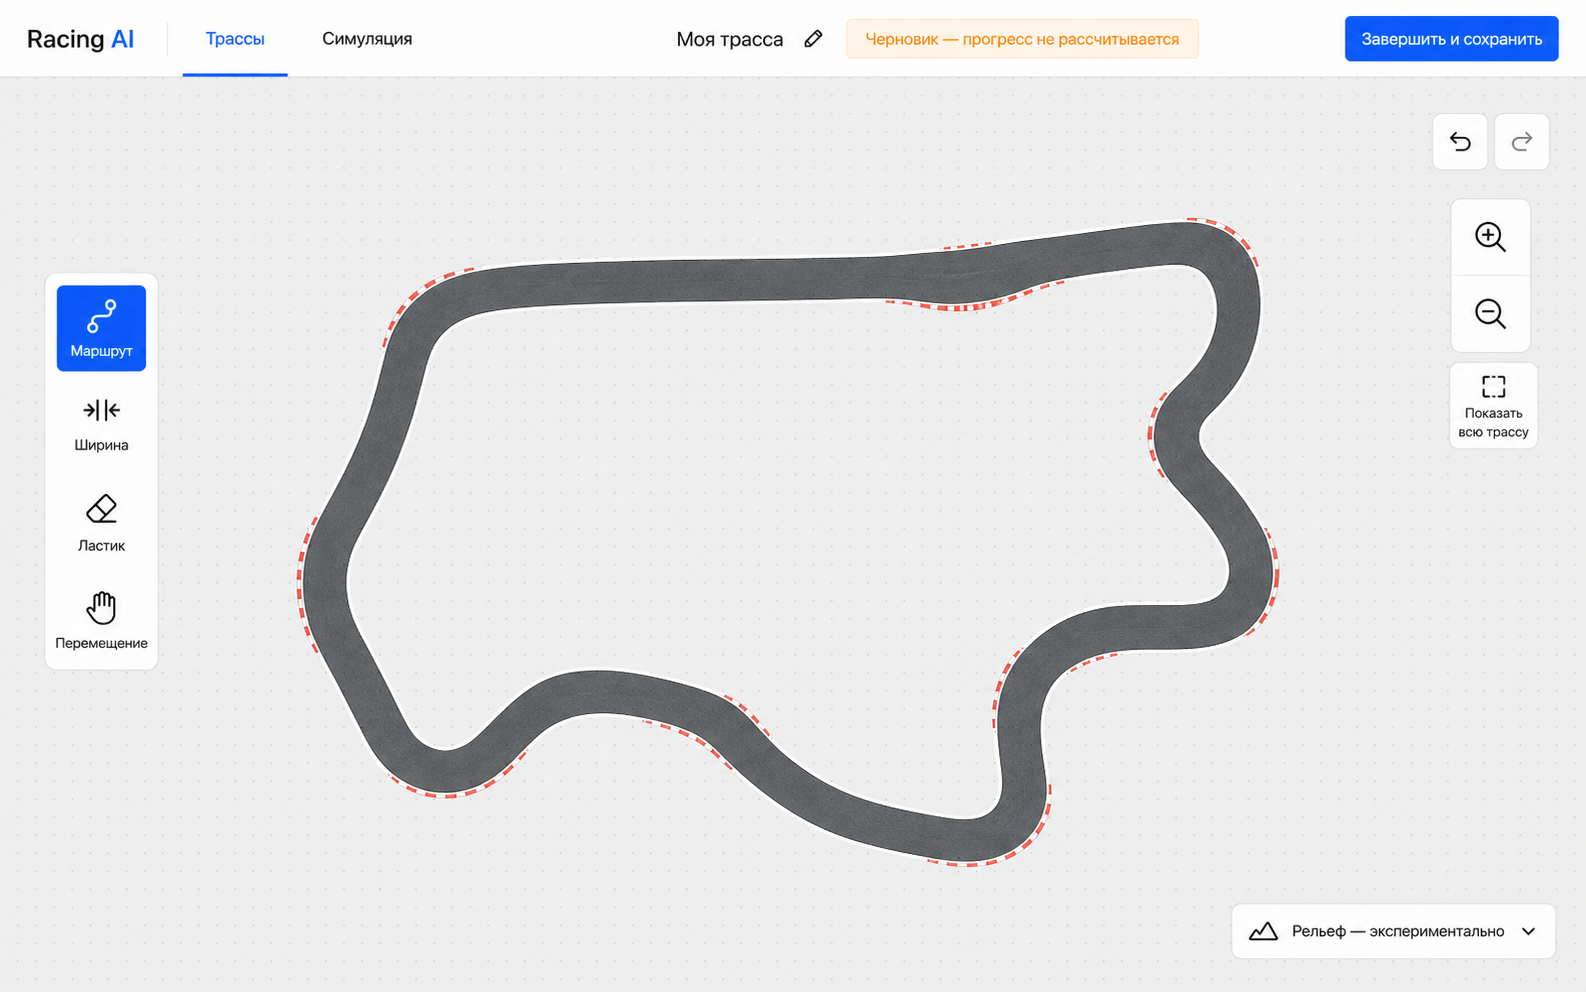 Racing AI
Трассы
Симуляция
Моя трасса
Черновик — прогресс не рассчитывается
Завершить и сохранить
Маршрут
Ширина
Ластик
Перемещение
Показать
всю трассу
Рельеф — экспериментально